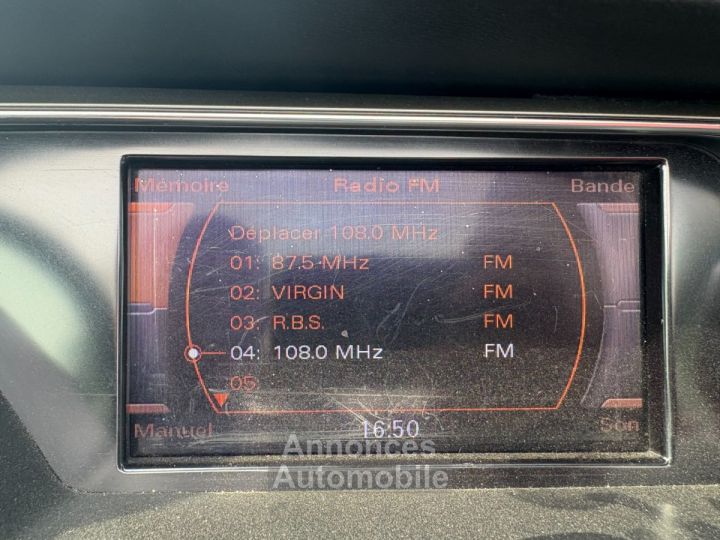 Mémoire Radio FM Bande
Déplacer 108.0 MHz
01: 87.5 MHz FM
02: VIRGIN FM
03: R.B.S. FM
04: 108.0 MHz FM
05:
Manuel 16:50 Son
Annonces
Automobile